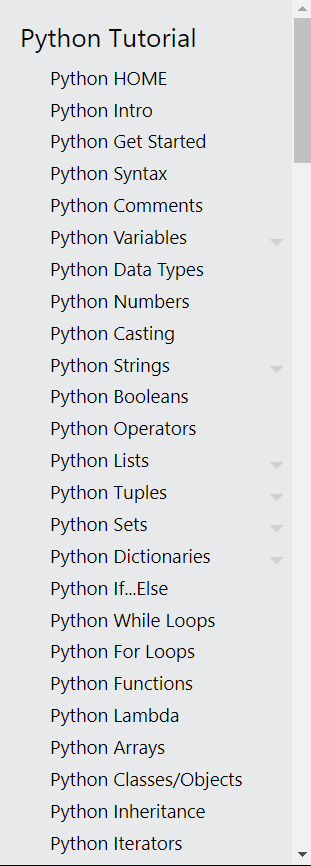 Python Tutorial
Python HOME
Python Intro
Python Get Started
Python Syntax
Python Comments
Python Variables
Python Data Types
Python Numbers
Python Casting
Python Strings
Python Booleans
Python Operators
Python Lists
Python Tuples
Python Sets
Python Dictionaries
Python If...Else
Python While Loops
Python For Loops
Python Functions
Python Lambda
Python Arrays
Python Classes/Objects
Python Inheritance
Python Iterators